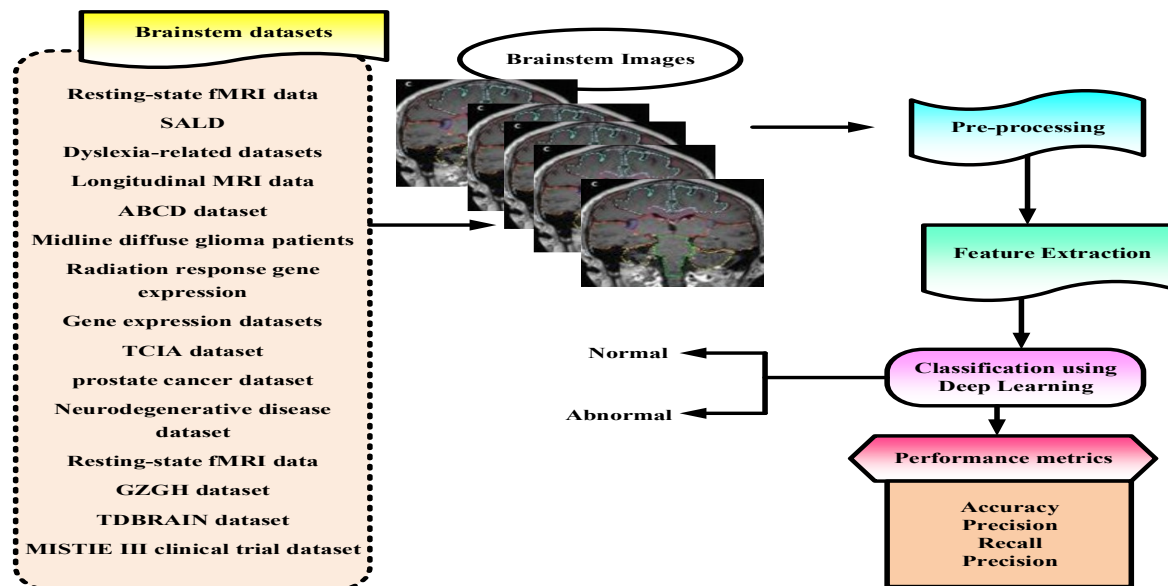 Brainstem datasets
Resting-state fMRI data
SALD
Dyslexia-related datasets
Longitudinal MRI data
ABCD dataset
Midline diffuse glioma patients
Radiation response gene
expression
Gene expression datasets
TCIA dataset
prostate cancer dataset
Neurodegenerative disease
dataset
Resting-state fMRI data
GZGH dataset
TDBRAIN dataset
MISTIE III clinical trial dataset
Brainstem Images
Pre-processing
Feature Extraction
Classification using
Deep Learning
Normal
Abnormal
Performance metrics
Accuracy
Precision
Recall
Precision